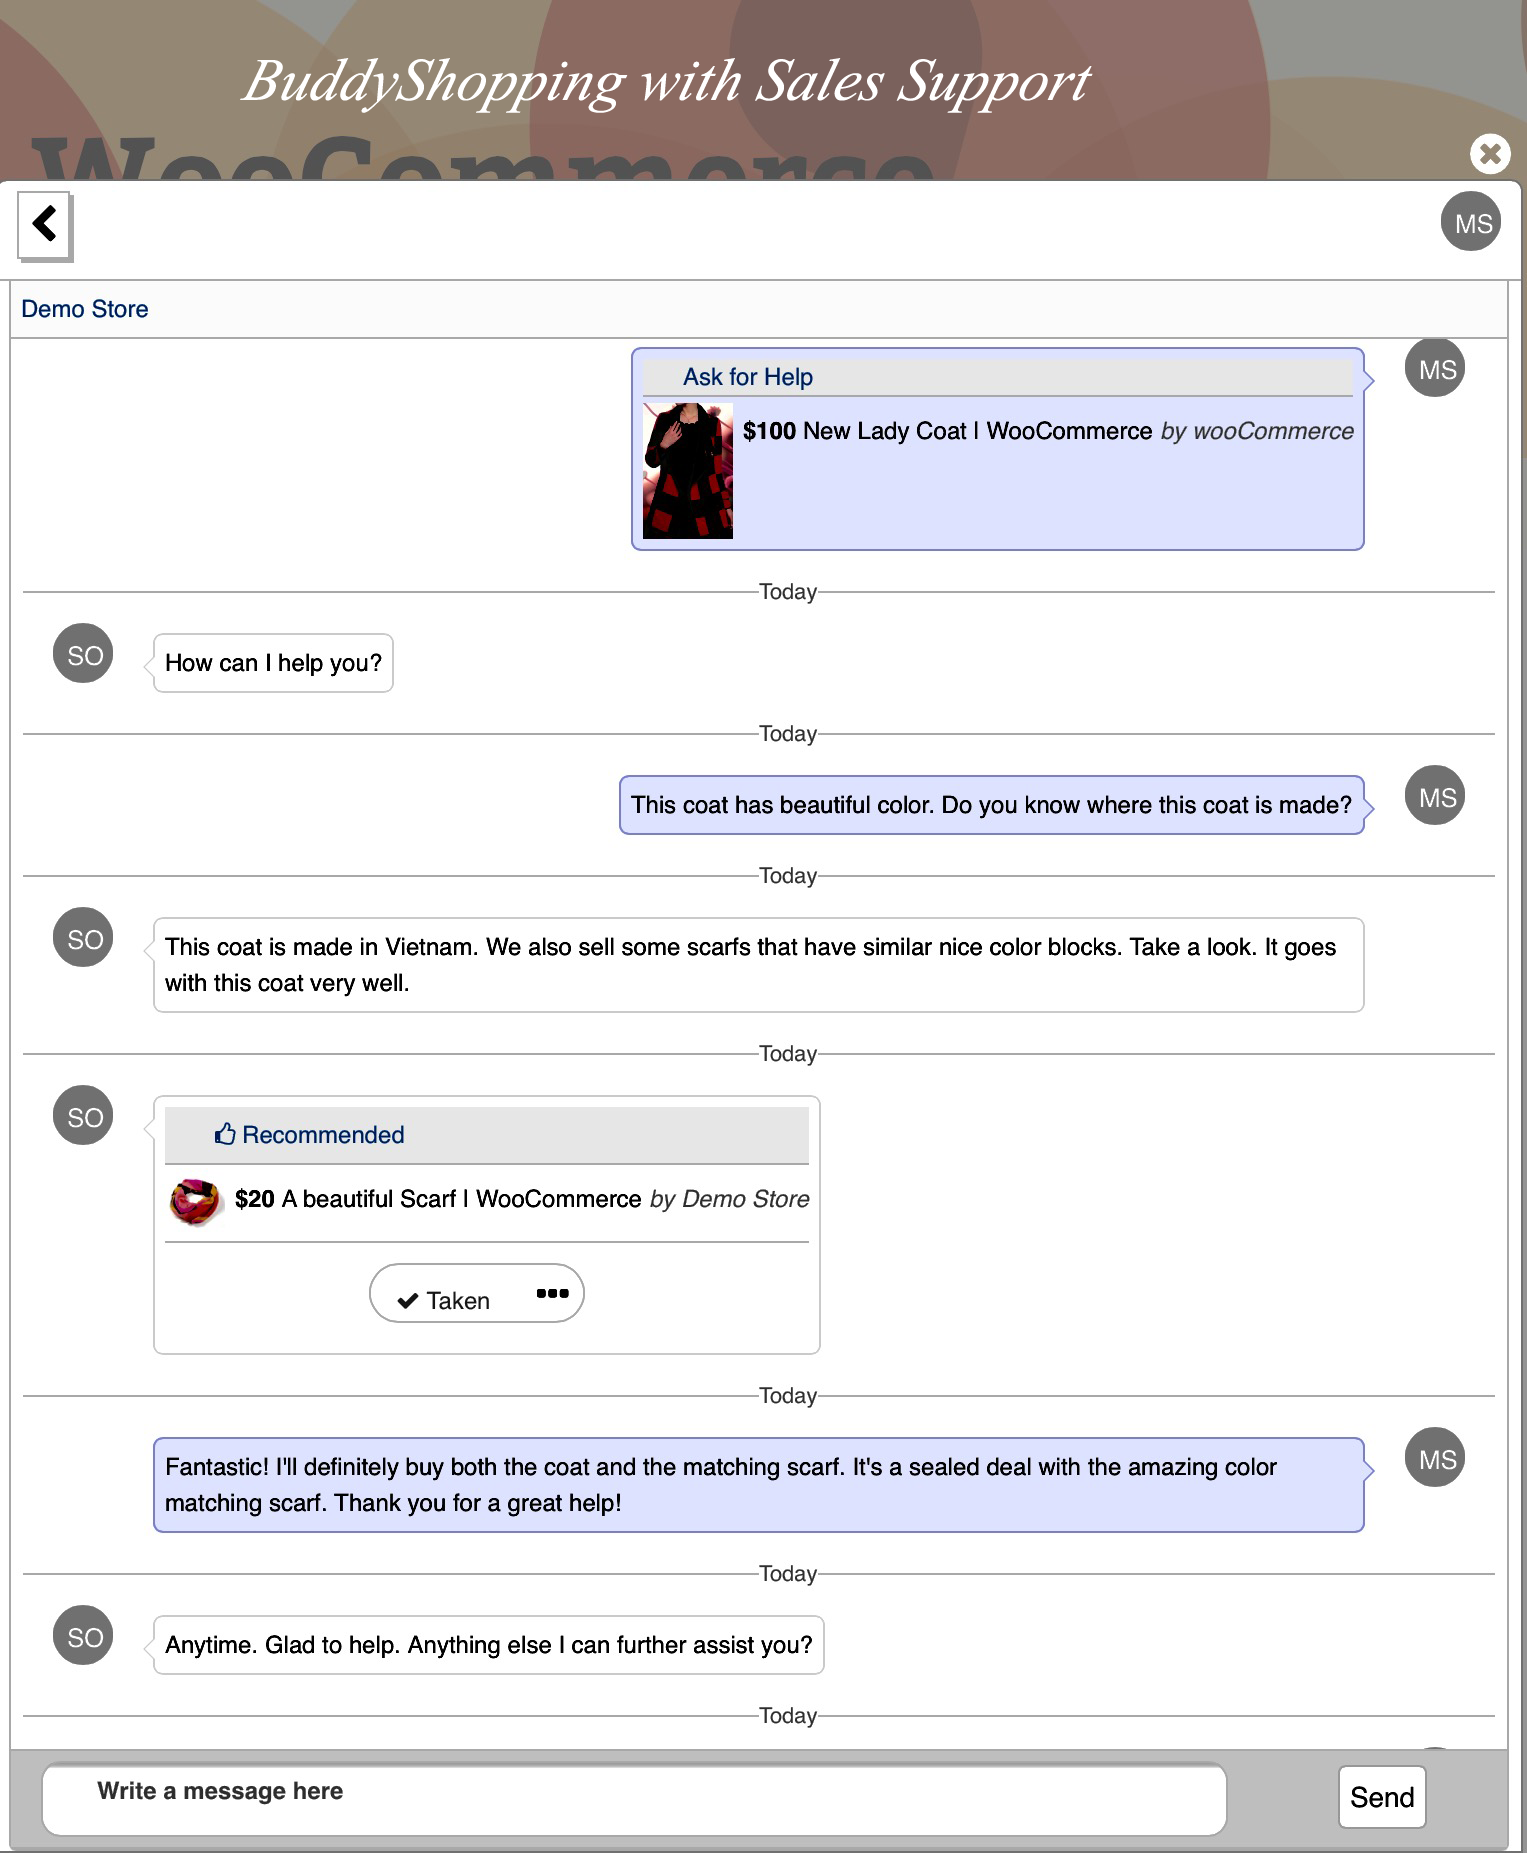 BuddyShopping with Sales Support
WooCommerce
MS
Demo Store
MS
Ask for Help
$100 New Lady Coat | WooCommerce by wooCommerce
Today
SO
How can I help you?
Today
MS
This coat has beautiful color. Do you know where this coat is made?
Today
SO
This coat is made in Vietnam. We also sell some scarfs that have similar nice color blocks. Take a look. It goes
with this coat very well.
Today
SO
Recommended
$20 A beautiful Scarf | WooCommerce by Demo Store
Taken
Today
MS
Fantastic! I'll definitely buy both the coat and the matching scarf. It's a sealed deal with the amazing color
matching scarf. Thank you for a great help!
Today
SO
Anytime. Glad to help. Anything else I can further assist you?
Today
Write a message here
Send